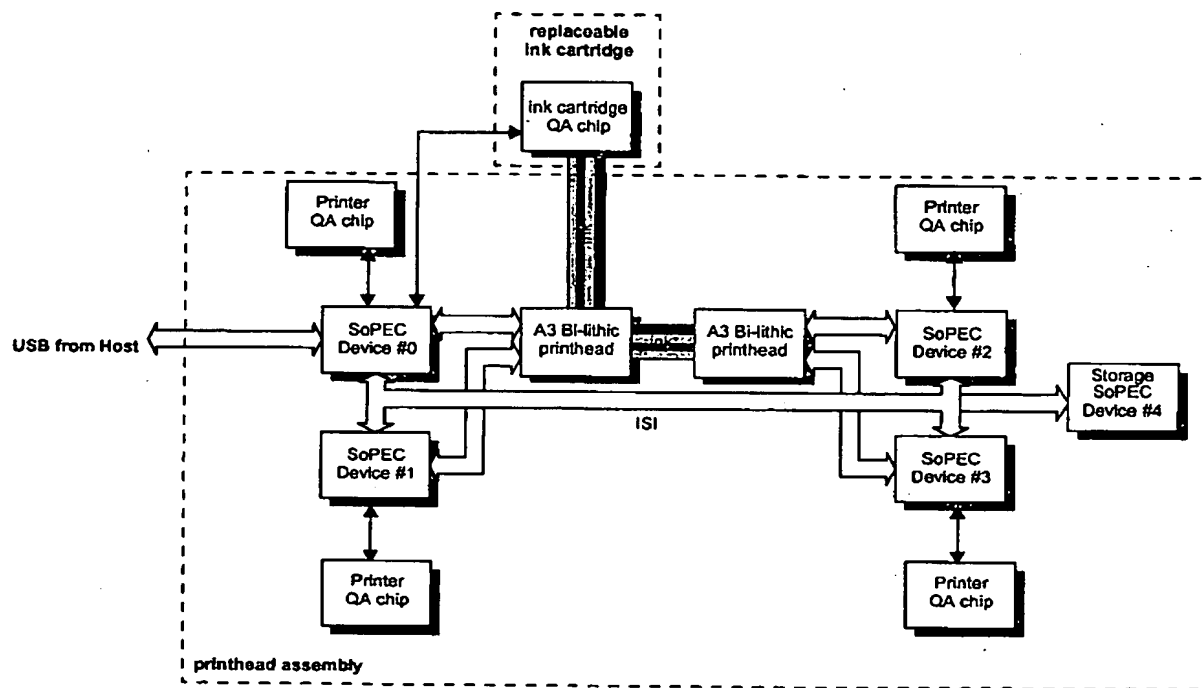 replaceable
ink cartridge
ink cartridge
QA chip
Printer
QA chip
Printer
QA chip
USB from Host
SoPEC
Device #0
A3 Bi-lithic
printhead
ink
A3 Bi-lithic
printhead
SoPEC
Device #2
Storage
SoPEC
Device #4
ISI
SoPEC
Device #1
SoPEC
Device #3
Printer
QA chip
Printer
QA chip
printhead assembly